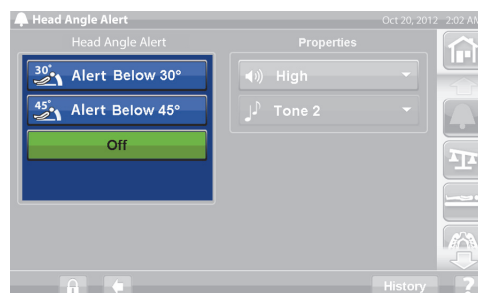 Head Angle Alert
Oct 20, 2012 2:02 AM
Head Angle Alert
Properties
30° Alert Below 30°
45° Alert Below 45°
Off
High
Tone 2
History
?